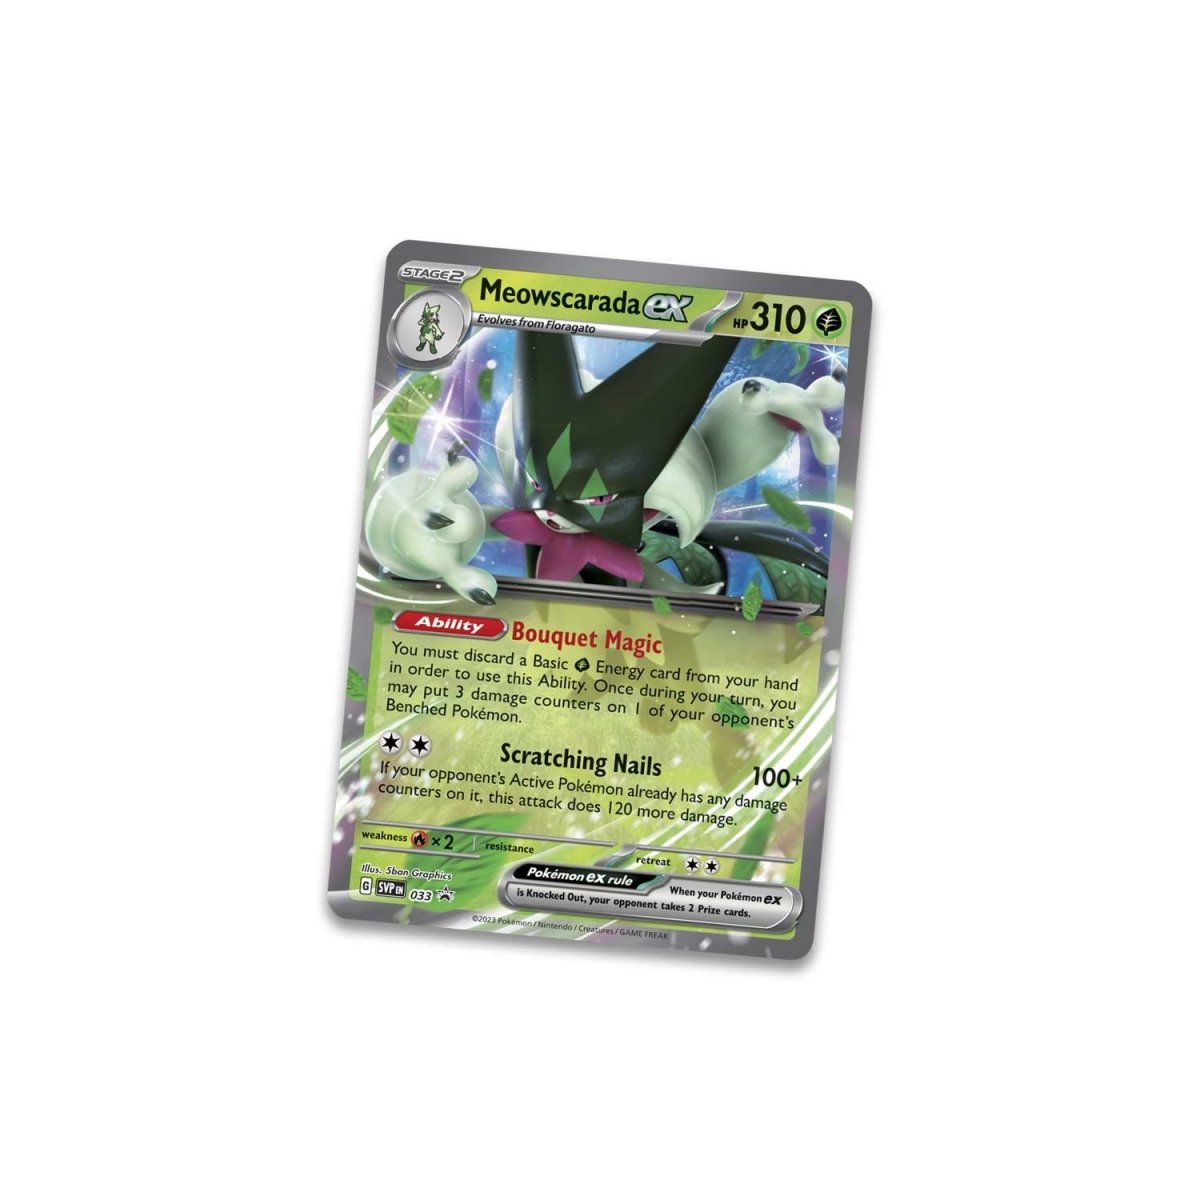 STAGE2
Meowscarada ex
HP 310
Evolves from Floragato
Ability Bouquet Magic
You must discard a Basic Energy card from your hand
in order to use this Ability. Once during your turn, you
may put 3 damage counters on 1 of your opponent's
Benched Pokémon.
Scratching Nails 100+
If your opponent's Active Pokémon already has any damage
counters on it, this attack does 120 more damage.
weakness ×2 resistance retreat
Illus. 5ban Graphics
G SVP EN 033
Pokémon ex rule
When your Pokémon ex
is Knocked Out, your opponent takes 2 Prize cards.
©2023 Pokémon / Nintendo / Creatures / GAME FREAK